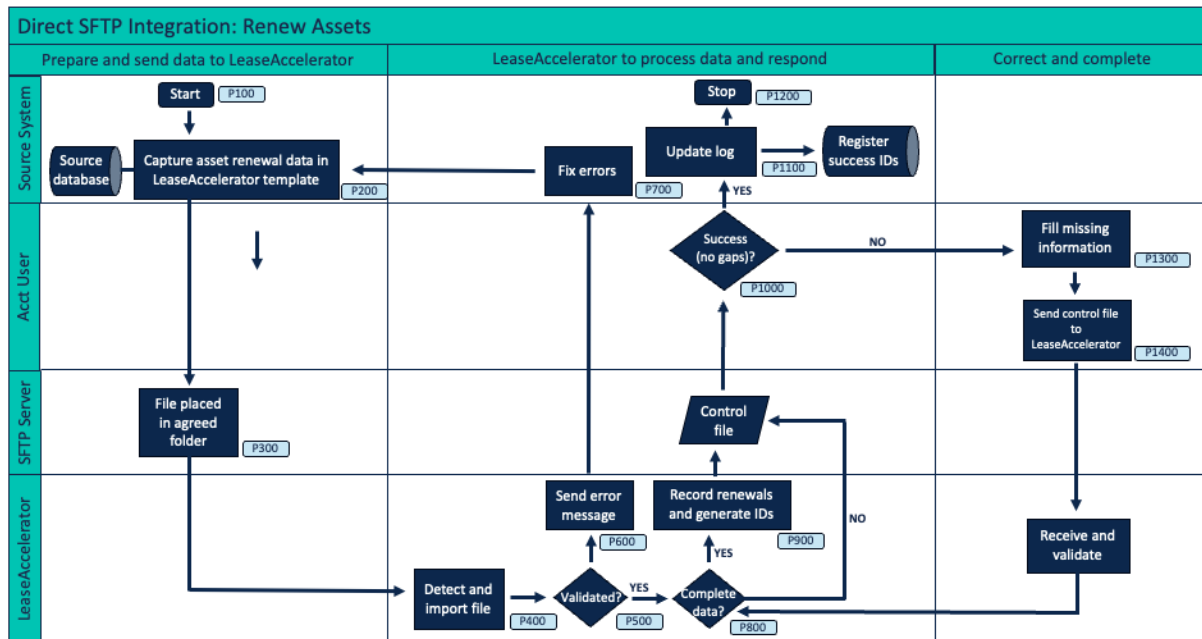 Direct SFTP Integration: Renew Assets
Prepare and send data to LeaseAccelerator
LeaseAccelerator to process data and respond
Correct and complete
Source System
Start
P100
Source
database
Capture asset renewal data in
LeaseAccelerator template
P200
Fix errors
P700
Stop
P1200
Update log
P1100
Register
success IDs
YES
Acct User
Success
(no gaps)?
P1000
NO
Fill missing
information
P1300
Send control file
to
LeaseAccelerator
P1400
SFTP Server
File placed
in agreed
folder
P300
Control
file
LeaseAccelerator
Send error
message
P600
Record renewals
and generate IDs
P900
NO
YES
Receive and
validate
Detect and
import file
P400
Validated?
P500
YES
Complete
data?
P800